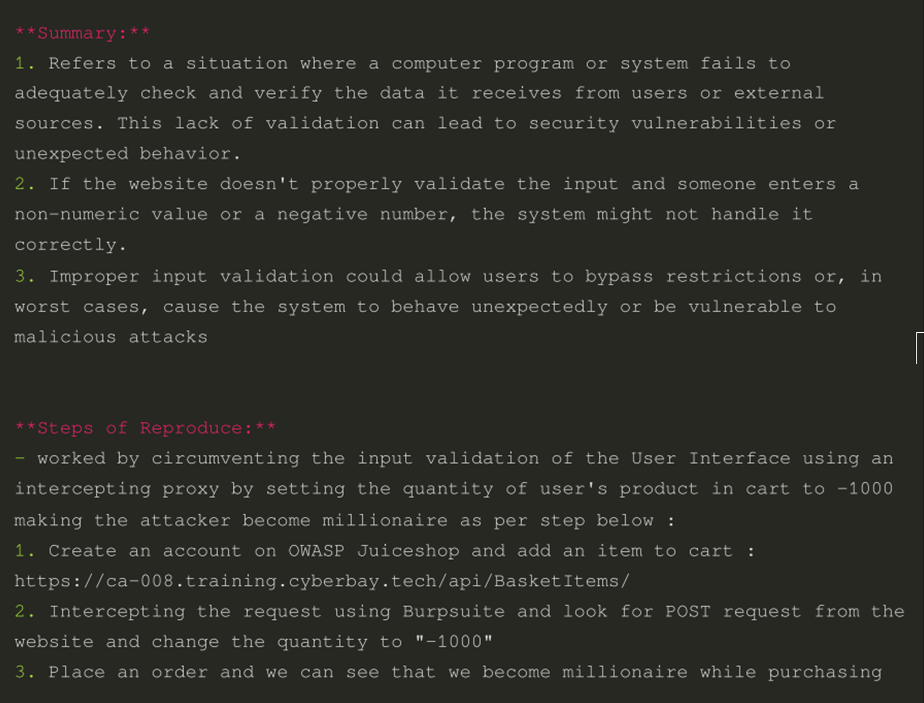 **Summary:**
1. Refers to a situation where a computer program or system fails to
adequately check and verify the data it receives from users or external
sources. This lack of validation can lead to security vulnerabilities or
unexpected behavior.
2. If the website doesn't properly validate the input and someone enters a
non-numeric value or a negative number, the system might not handle it
correctly.
3. Improper input validation could allow users to bypass restrictions or, in
worst cases, cause the system to behave unexpectedly or be vulnerable to
malicious attacks
**Steps of Reproduce:**
- worked by circumventing the input validation of the User Interface using an
intercepting proxy by setting the quantity of user's product in cart to -1000
making the attacker become millionaire as per step below :
1. Create an account on OWASP Juiceshop and add an item to cart :
https://ca-008.training.cyberbay.tech/api/BasketItems/
2. Intercepting the request using Burpsuite and look for POST request from the
website and change the quantity to "-1000"
3. Place an order and we can see that we become millionaire while purchasing